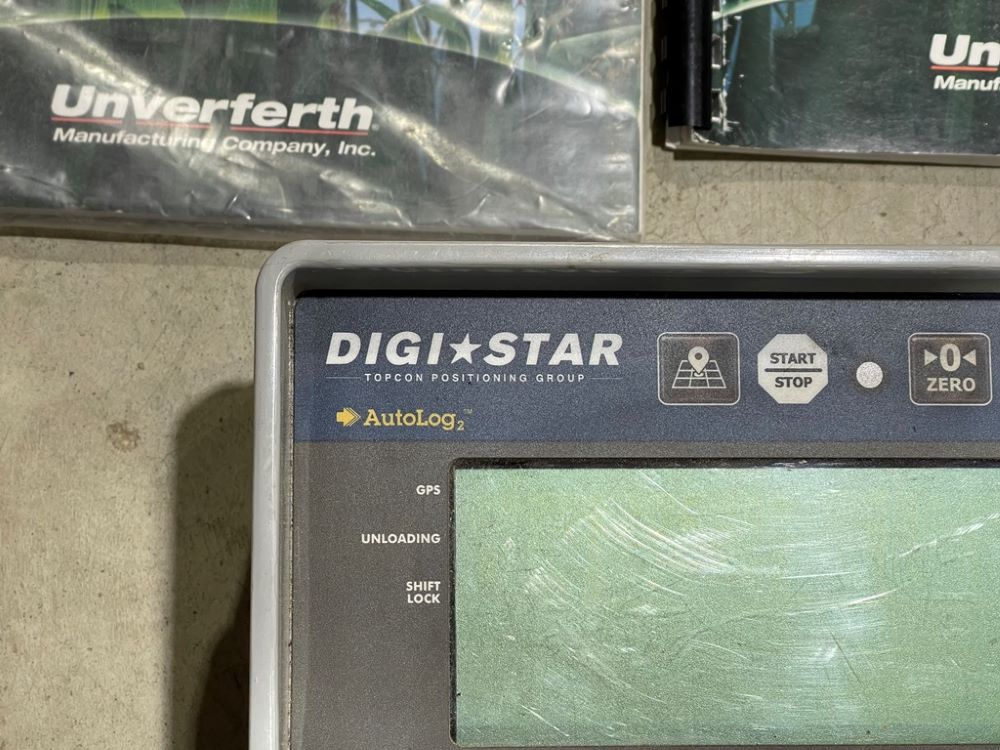 Unverferth
Manufacturing Company, Inc.
Un
Manuf
DIGI★STAR
TOPCON POSITIONING GROUP
AutoLog2™
START
STOP
0
ZERO
GPS
UNLOADING
SHIFT
LOCK